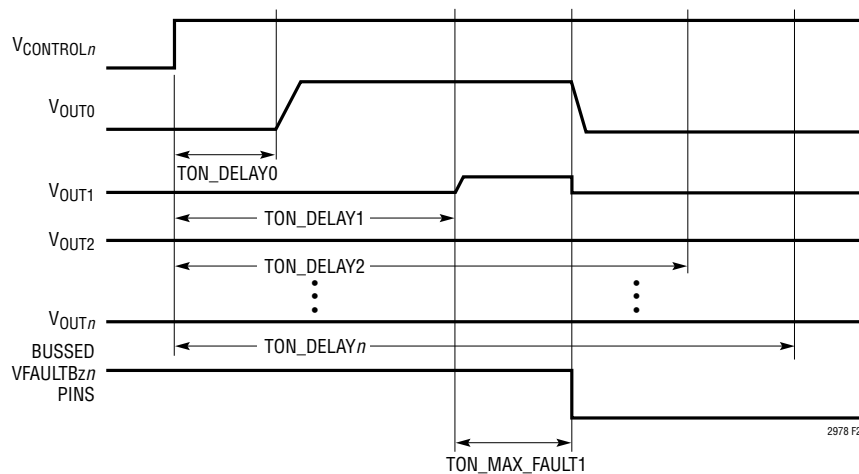 VCONTROLn
VOUT0
TON_DELAY0
VOUT1
TON_DELAY1
VOUT2
TON_DELAY2
VOUTn
TON_DELAYn
BUSSED
VFAULTBzn
PINS
2978 F2
TON_MAX_FAULT1